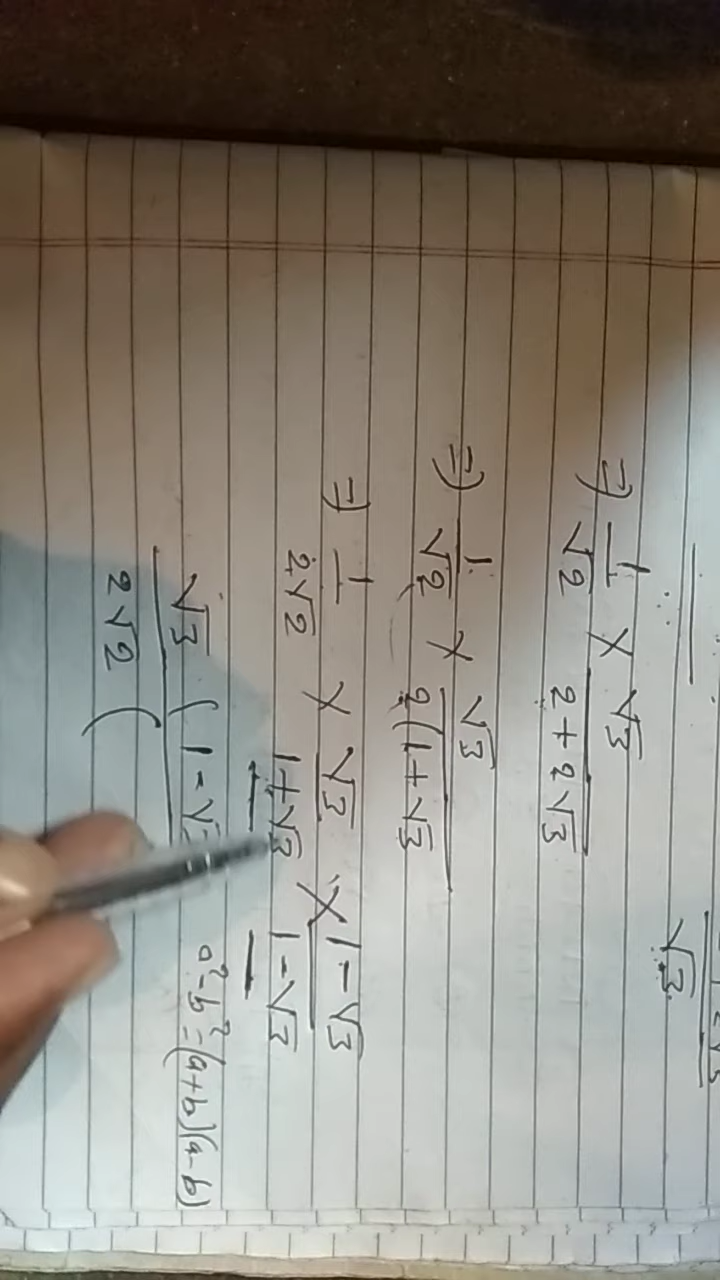 √3
⇒ 1/√2 × √3/(2+2√3)
⇒ 1/√2 × √3/2(1+√3
⇒ 1/2√2 × √3/(1+√3) × (1-√3)/(1-√3)
√3 (1-√3
2√2 (
a²-b² = (a+b)(a-b)